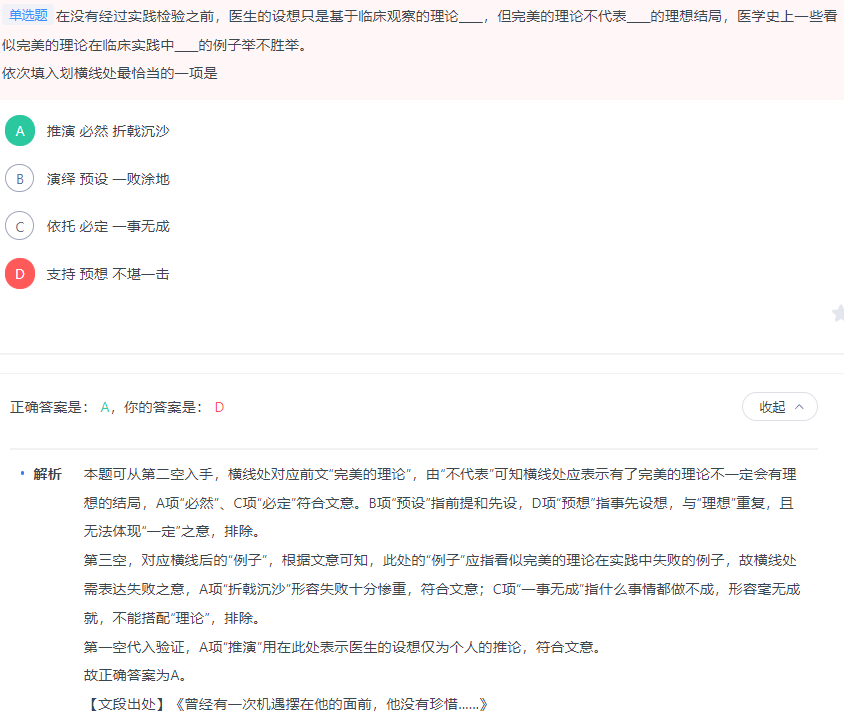 单选题 在没有经过实践检验之前，医生的设想只是基于临床观察的理论____，但完美的理论不代表____的理想结局，医学史上一些看
似完美的理论在临床实践中____的例子举不胜举。
依次填入划横线处最恰当的一项是
A 推演 必然 折戟沉沙
B 演绎 预设 一败涂地
C 依托 必定 一事无成
D 支持 预想 不堪一击
正确答案是： A，你的答案是： D
收起
解析 本题可从第二空入手，横线处对应前文“完美的理论”，由“不代表”可知横线处应表示有了完美的理论不一定会有理
想的结局，A项“必然”、C项“必定”符合文意。B项“预设”指前提和先设，D项“预想”指事先设想，与“理想”重复，且
无法体现“一定”之意，排除。
第三空，对应横线后的“例子”，根据文意可知，此处的“例子”应指看似完美的理论在实践中失败的例子，故横线处
需表达失败之意，A项“折戟沉沙”形容失败十分惨重，符合文意；C项“一事无成”指什么事情都做不成，形容毫无成
就，不能搭配“理论”，排除。
第一空代入验证，A项“推演”用在此处表示医生的设想仅为个人的推论，符合文意。
故正确答案为A。
【文段出处】《曾经有一次机遇摆在他的面前，他没有珍惜……》